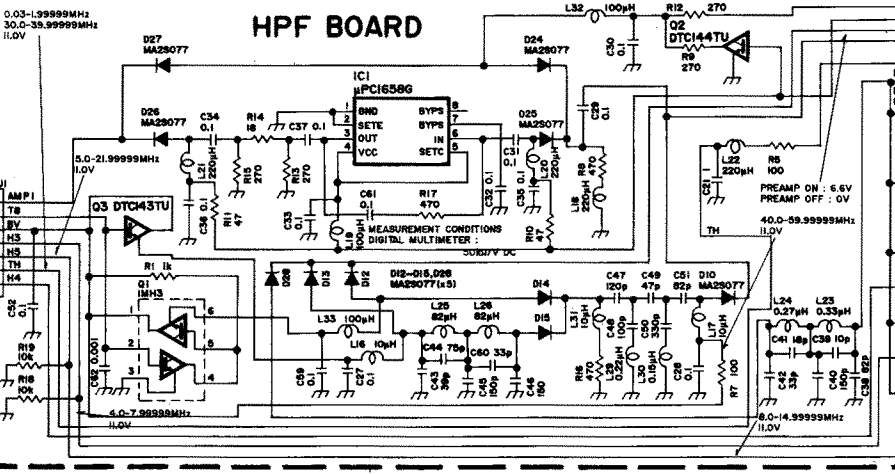 0.03-1.99999MHz
30.0-39.99999MHz
11.0V
HPF BOARD
L32 100µH
R12 270
Q2
DTC144TU
C30
0.1
R9
270
D27
MA2S077
D24
MA2S077
IC1
µPC1658G
1 GND
2 SETE
3 OUT
4 VCC
BYPS 8
BYPS 7
IN 6
SETC 5
D26
MA2S077
C34
0.1
R14
18
C37 0.1
D25
MA2S077
C29
0.1
L21
220µH
R15
270
R13
270
C31
0.1
L20
220µH
R8
470
L18
220µH
L22
220µH
R5
100
C21
5.0-21.99999MHz
11.0V
C36 0.1
R11
47
C33
0.1
C61
0.1
R17
470
C32 0.1
C35 0.1
R10
47
L19
100µH
MEASUREMENT CONDITIONS
DIGITAL MULTIMETER :
PREAMP ON : 6.6V
PREAMP OFF : 0V
40.0-59.99999MHz
11.0V
TH
J1
AMP1
T8
8V
H3
H5
TH
H4
Q3 DTC143TU
R1 1k
Q1
IMH3
1
2
3
6
5
4
C52
0.1
R19
10k
R18
10k
C62 0.001
4.0-7.99999MHz
11.0V
D28
D13
D12
D12~D15,D28
MA2S077(x5)
D14
D15
L33 100µH
L16 10µH
C59
0.1
C27
0.1
L25
82µH
L26
82µH
C44 75p
C60 33p
C43
39p
C45
150p
C46
150
L31
10µH
R16
470
C47
120p
C49
47p
C51
82p
D10
MA2S077
C48
100p
L29
0.22µH
C50
330p
L30
0.15µH
C28
0.1
L17
10µH
R7
100
L24
0.27µH
L23
0.33µH
C41 18p
C39 10p
C42
33p
C40
150p
C38 82p
8.0-14.99999MHz
11.0V